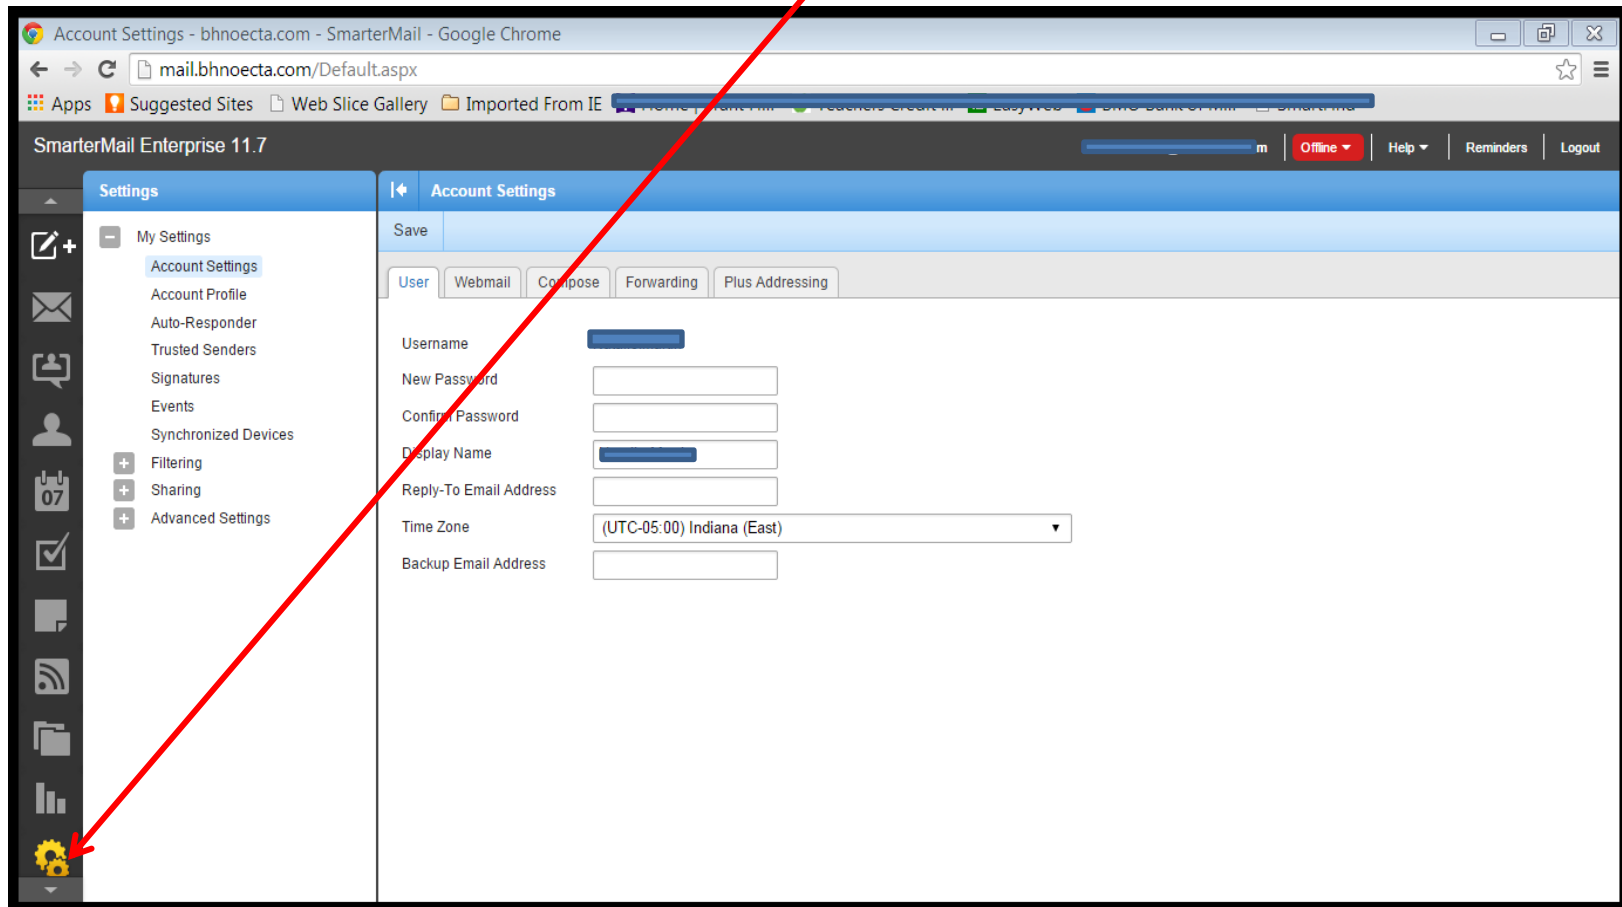 Account Settings - bhnoecta.com - SmarterMail - Google Chrome
mail.bhnoecta.com/Default.aspx
Apps Suggested Sites Web Slice Gallery Imported From IE
SmarterMail Enterprise 11.7
m Offline Help Reminders Logout
Settings
Account Settings
Save
My Settings
Account Settings
Account Profile
Auto-Responder
Trusted Senders
Signatures
Events
Synchronized Devices
Filtering
Sharing
Advanced Settings
07
User Webmail Compose Forwarding Plus Addressing
Username
New Password
Confirm Password
Display Name
Reply-To Email Address
Time Zone (UTC-05:00) Indiana (East)
Backup Email Address